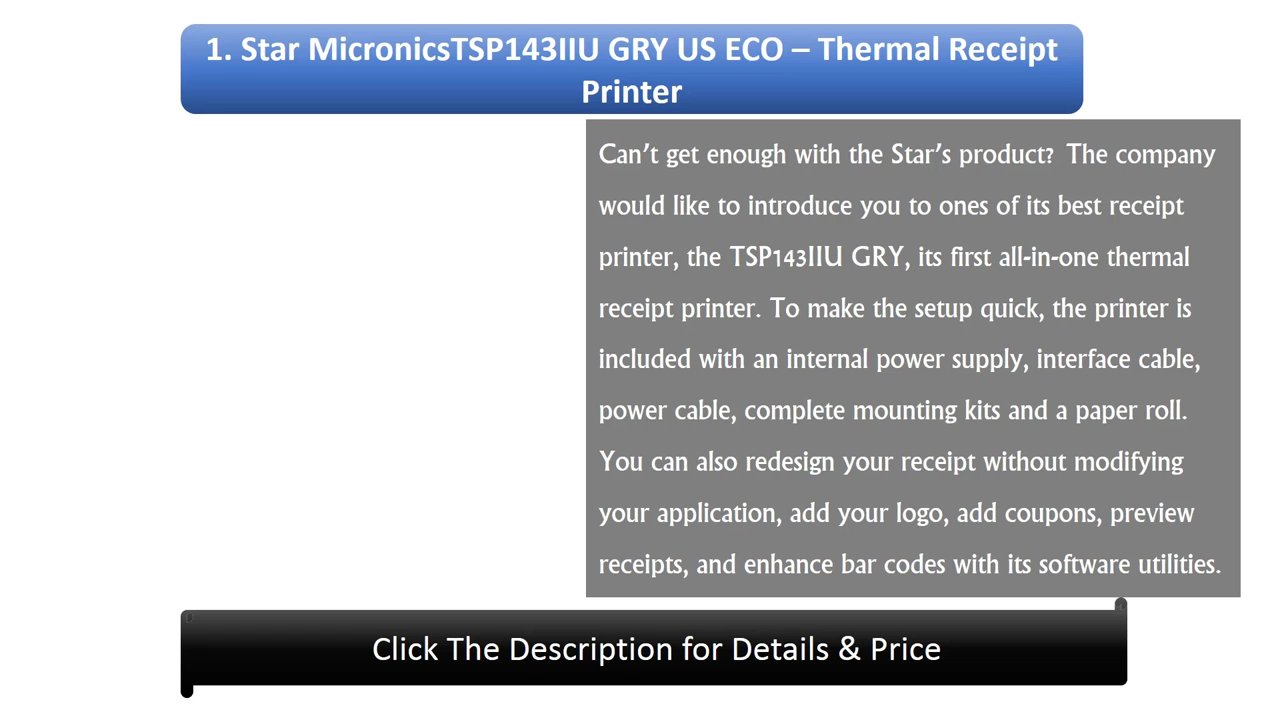 1. Star MicronicsTSP143IIU GRY US ECO – Thermal Receipt
Printer
Can't get enough with the Star's product? The company
would like to introduce you to ones of its best receipt
printer, the TSP143IIU GRY, its first all-in-one thermal
receipt printer. To make the setup quick, the printer is
included with an internal power supply, interface cable,
power cable, complete mounting kits and a paper roll.
You can also redesign your receipt without modifying
your application, add your logo, add coupons, preview
receipts, and enhance bar codes with its software utilities.
Click The Description for Details & Price